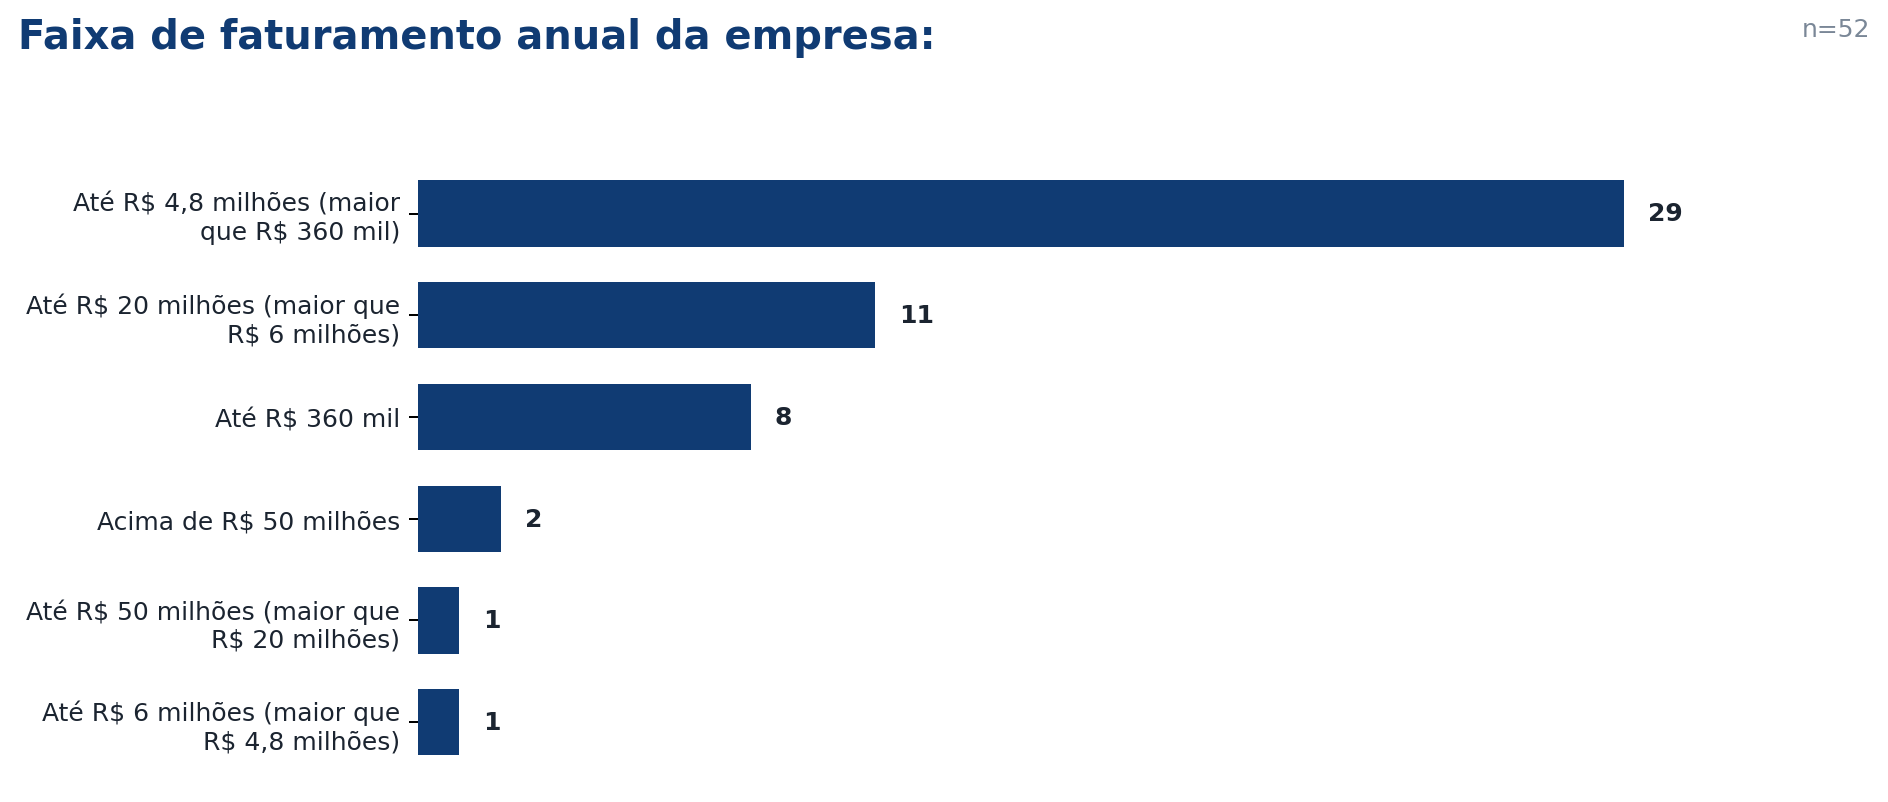 Faixa de faturamento anual da empresa:
n=52
Até R$ 4,8 milhões (maior
que R$ 360 mil)
29
Até R$ 20 milhões (maior que
R$ 6 milhões)
11
Até R$ 360 mil
8
Acima de R$ 50 milhões
2
Até R$ 50 milhões (maior que
R$ 20 milhões)
1
Até R$ 6 milhões (maior que
R$ 4,8 milhões)
1